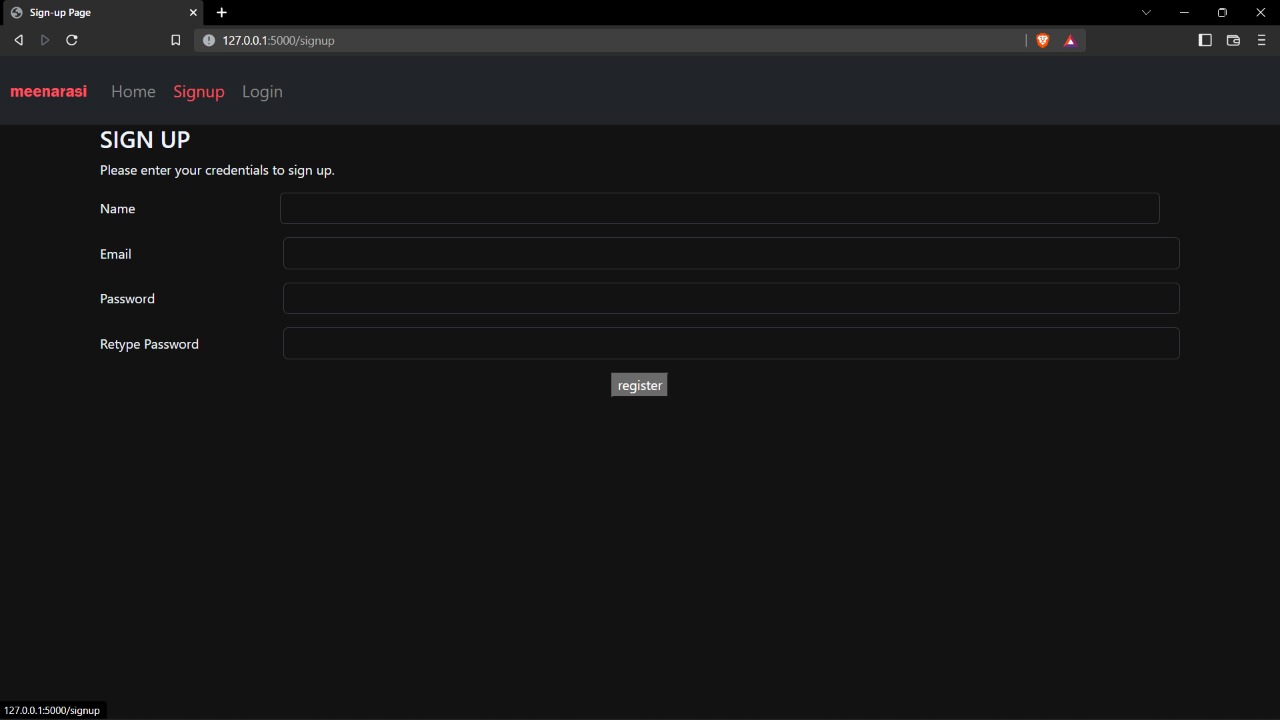 Sign-up Page
127.0.0.1:5000/signup
meenarasi Home Signup Login
SIGN UP
Please enter your credentials to sign up.
Name
Email
Password
Retype Password
register
127.0.0.1:5000/signup